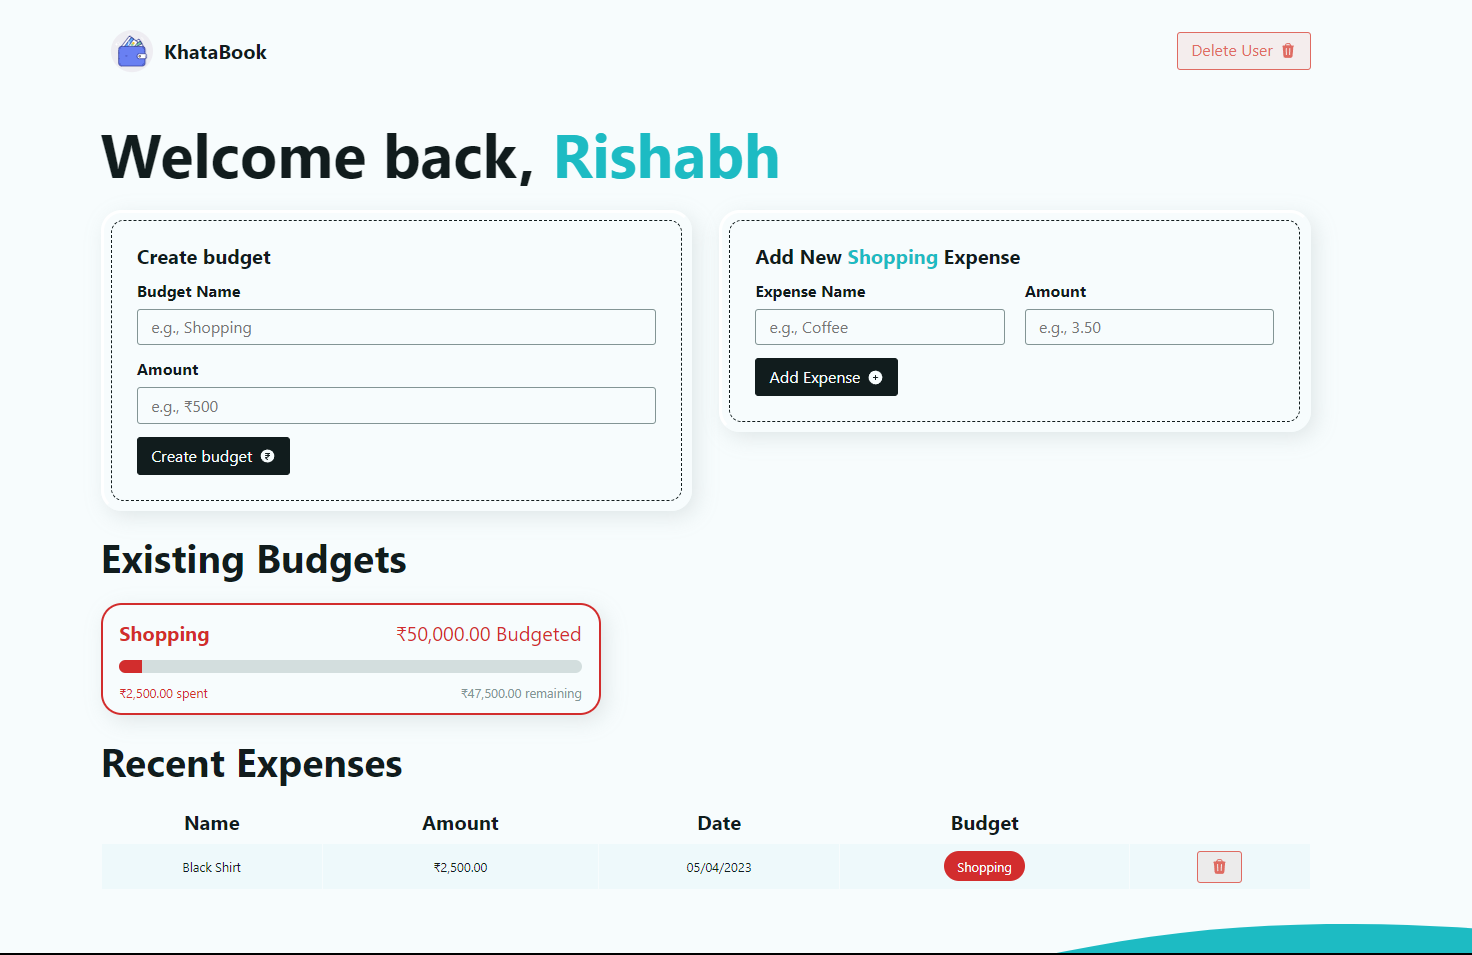 KhataBook
Delete User
Welcome back, Rishabh
Create budget
Budget Name
e.g., Shopping
Amount
e.g., ₹500
Create budget
Add New Shopping Expense
Expense Name Amount
e.g., Coffee e.g., 3.50
Add Expense
Existing Budgets
Shopping ₹50,000.00 Budgeted
₹2,500.00 spent ₹47,500.00 remaining
Recent Expenses
Name Amount Date Budget
Black Shirt ₹2,500.00 05/04/2023 Shopping